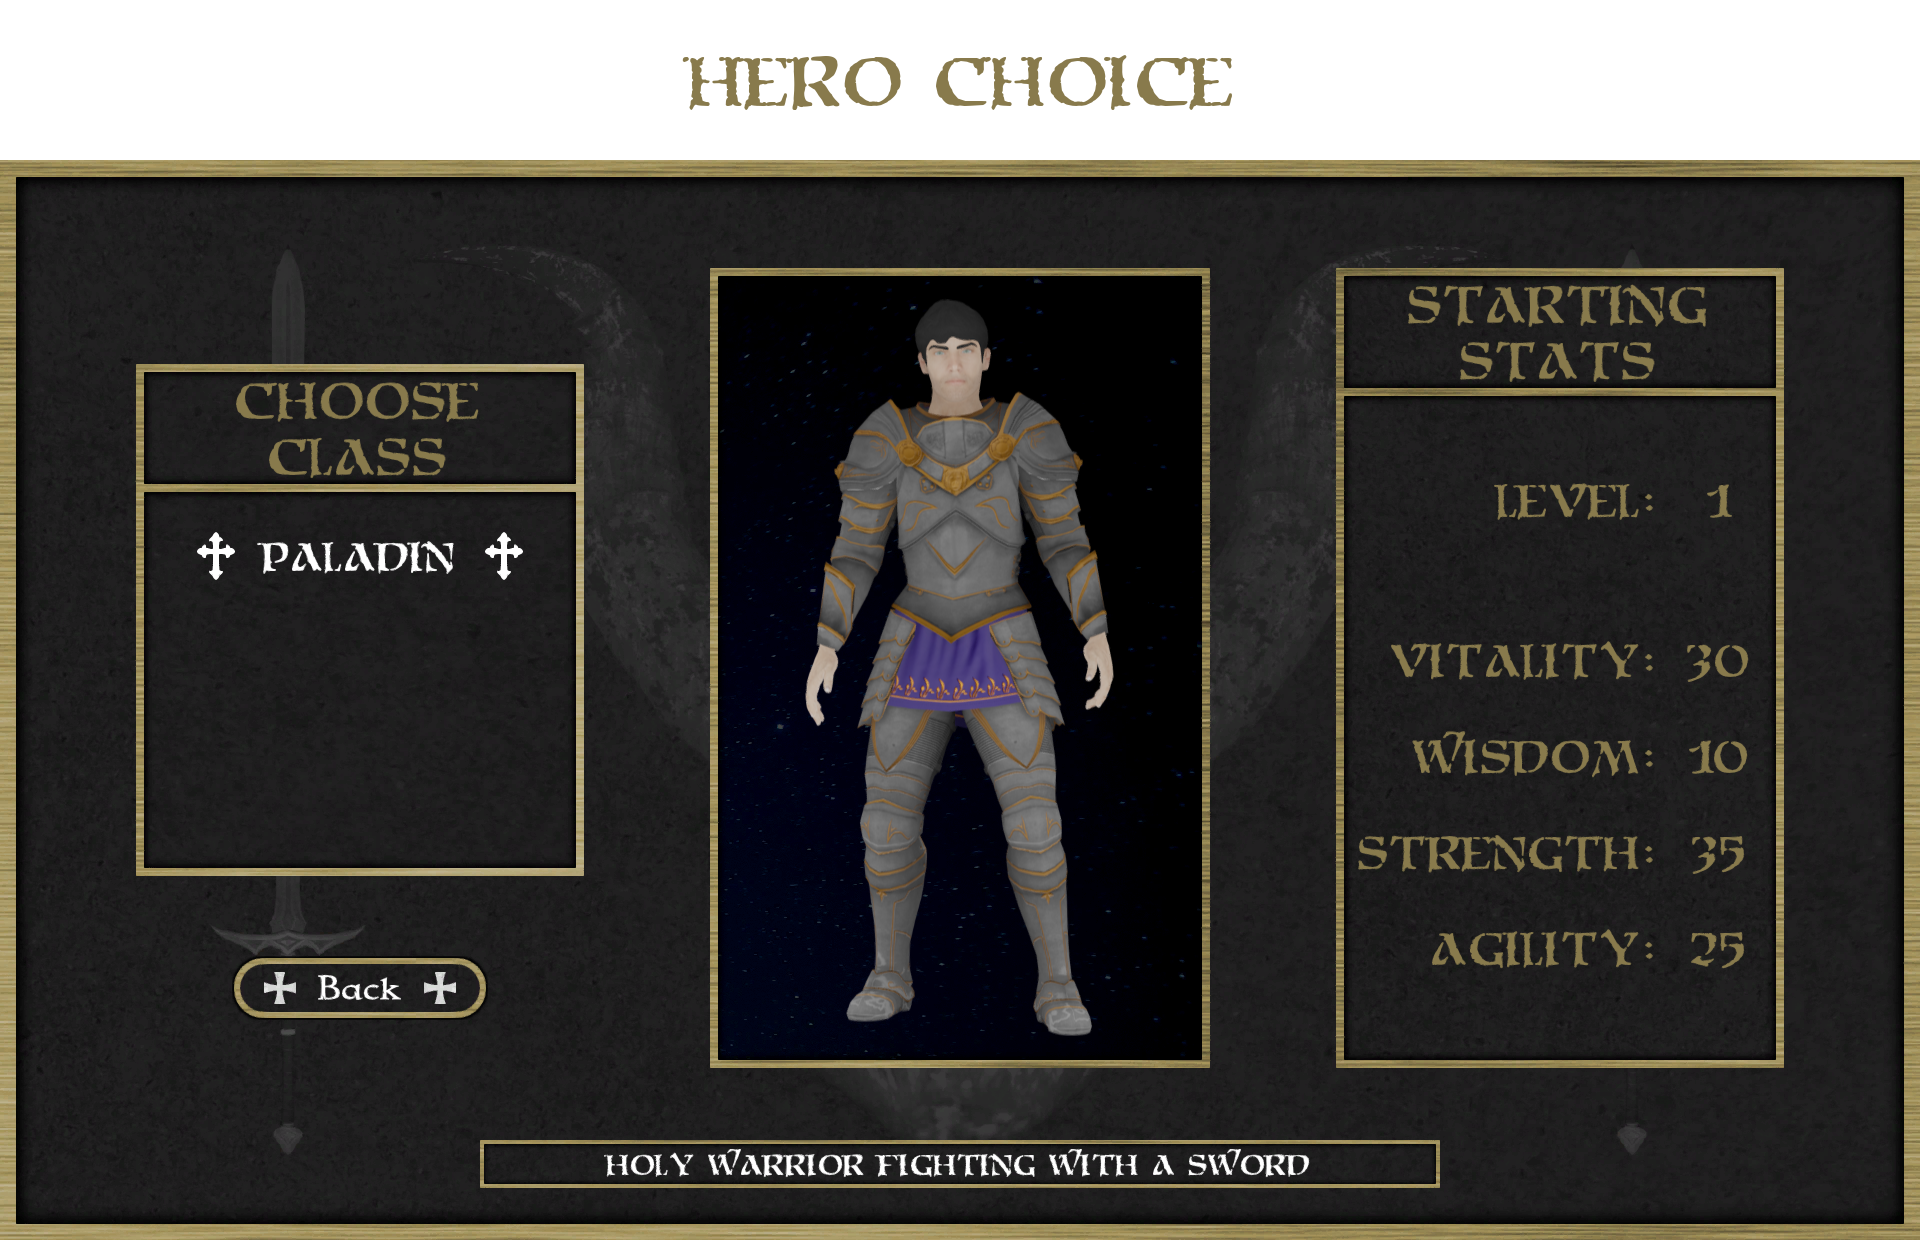 HERO CHOICE
CHOOSE
CLASS
PALADIN
Back
STARTING
STATS
LEVEL: 1
VITALITY: 30
WISDOM: 10
STRENGTH: 35
AGILITY: 25
HOLY WARRIOR FIGHTING WITH A SWORD